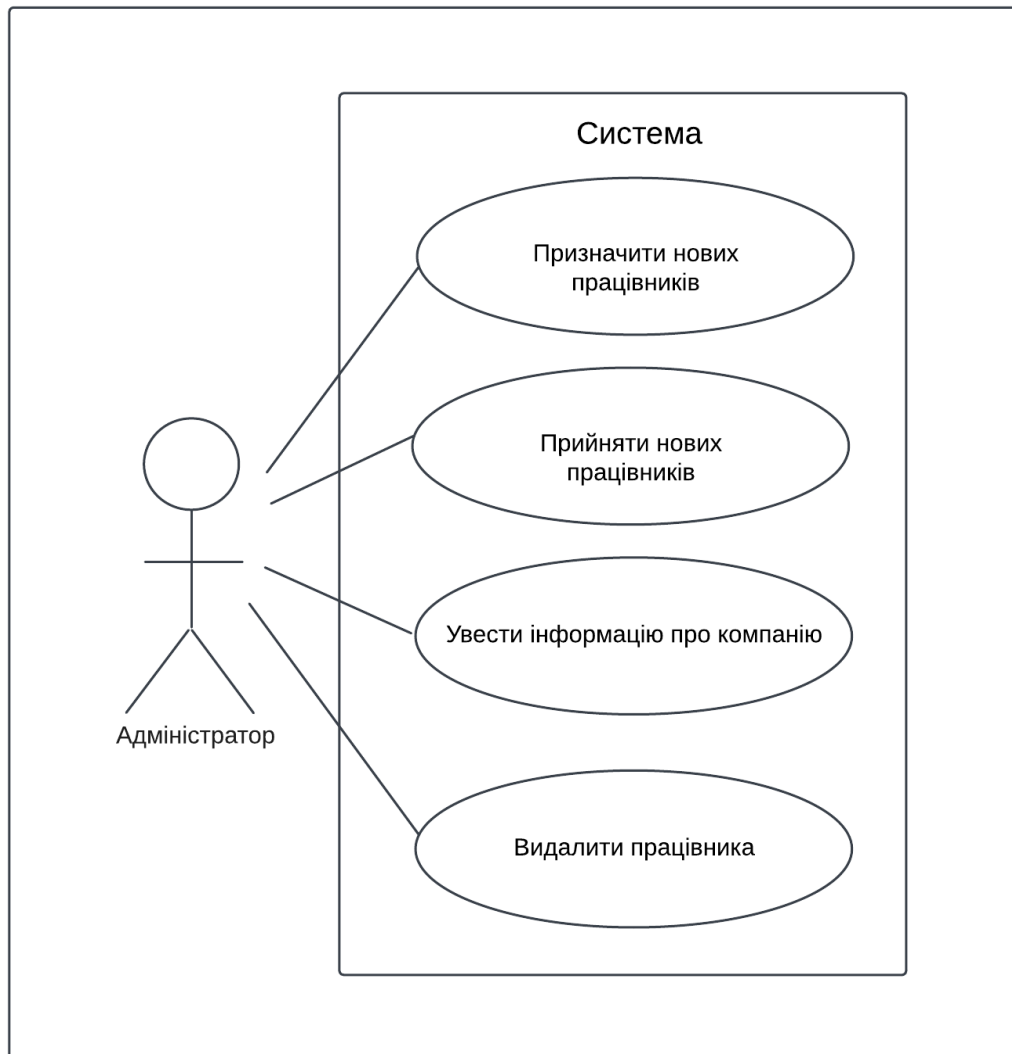 Система
Призначити нових
працівників
Прийняти нових
працівників
Увести інформацію про компанію
Адміністратор
Видалити працівника